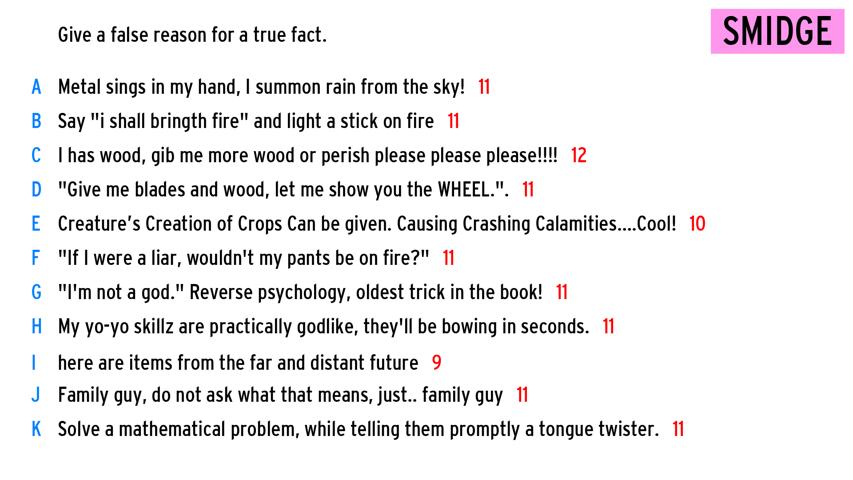 Give a false reason for a true fact.
SMIDGE
A Metal sings in my hand, I summon rain from the sky! 11
B Say "i shall bringth fire" and light a stick on fire 11
C I has wood, gib me more wood or perish please please please!!!! 12
D "Give me blades and wood, let me show you the WHEEL.". 11
E Creature's Creation of Crops Can be given. Causing Crashing Calamities....Cool! 10
F "If I were a liar, wouldn't my pants be on fire?" 11
G "I'm not a god." Reverse psychology, oldest trick in the book! 11
H My yo-yo skillz are practically godlike, they'll be bowing in seconds. 11
I here are items from the far and distant future 9
J Family guy, do not ask what that means, just.. family guy 11
K Solve a mathematical problem, while telling them promptly a tongue twister. 11